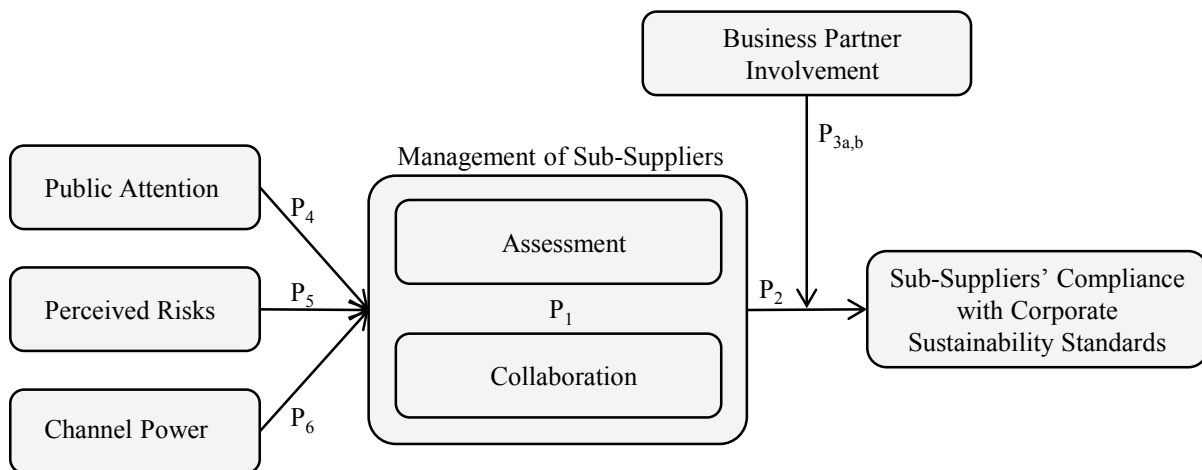 Business Partner
Involvement
P3a,b
Management of Sub-Suppliers
Public Attention
P4
Assessment
Perceived Risks
P5
P1
P2
Sub-Suppliers’ Compliance
with Corporate
Sustainability Standards
Collaboration
Channel Power
P6